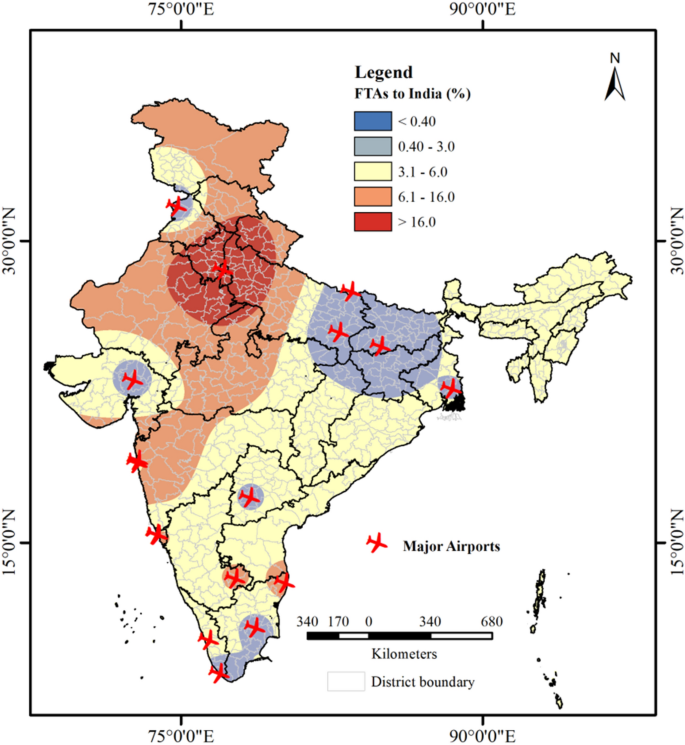 75°0'0"E 90°0'0"E
N
Legend
FTAs to India (%)
< 0.40
0.40 - 3.0
3.1 - 6.0
6.1 - 16.0
> 16.0
30°0'0"N 30°0'0"N
15°0'0"N 15°0'0"N
Major Airports
340 170 0 340 680
Kilometers
District boundary
75°0'0"E 90°0'0"E